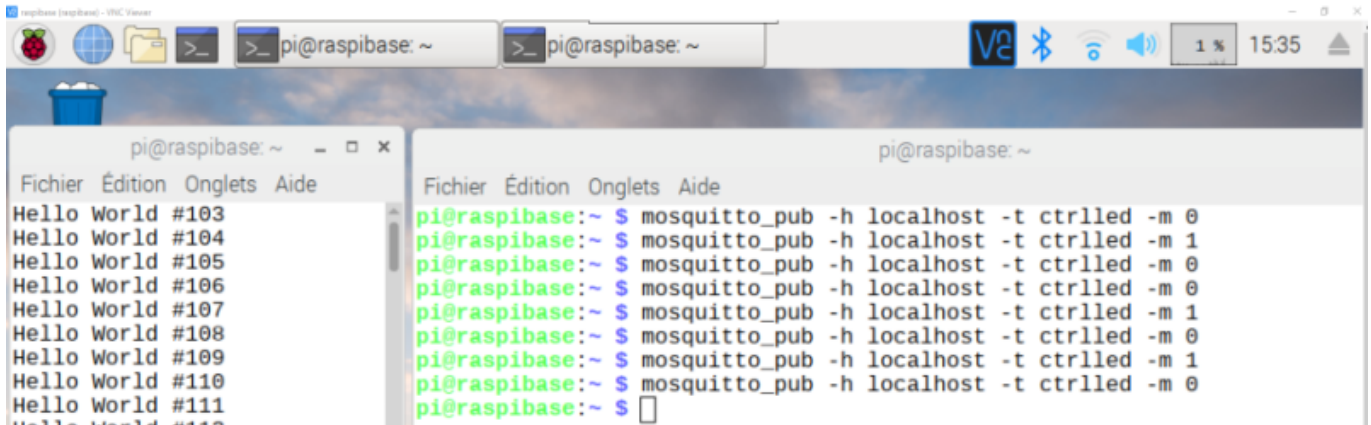 respibase (respibase) - VNC Viewer
pi@raspibase: ~
pi@raspibase: ~
1 %
15:35
pi@raspibase: ~
Fichier Édition Onglets Aide
Hello World #103
Hello World #104
Hello World #105
Hello World #106
Hello World #107
Hello World #108
Hello World #109
Hello World #110
Hello World #111
pi@raspibase: ~
Fichier Édition Onglets Aide
pi@raspibase:~ $ mosquitto_pub -h localhost -t ctrlled -m 0
pi@raspibase:~ $ mosquitto_pub -h localhost -t ctrlled -m 1
pi@raspibase:~ $ mosquitto_pub -h localhost -t ctrlled -m 0
pi@raspibase:~ $ mosquitto_pub -h localhost -t ctrlled -m 0
pi@raspibase:~ $ mosquitto_pub -h localhost -t ctrlled -m 1
pi@raspibase:~ $ mosquitto_pub -h localhost -t ctrlled -m 0
pi@raspibase:~ $ mosquitto_pub -h localhost -t ctrlled -m 1
pi@raspibase:~ $ mosquitto_pub -h localhost -t ctrlled -m 0
pi@raspibase:~ $